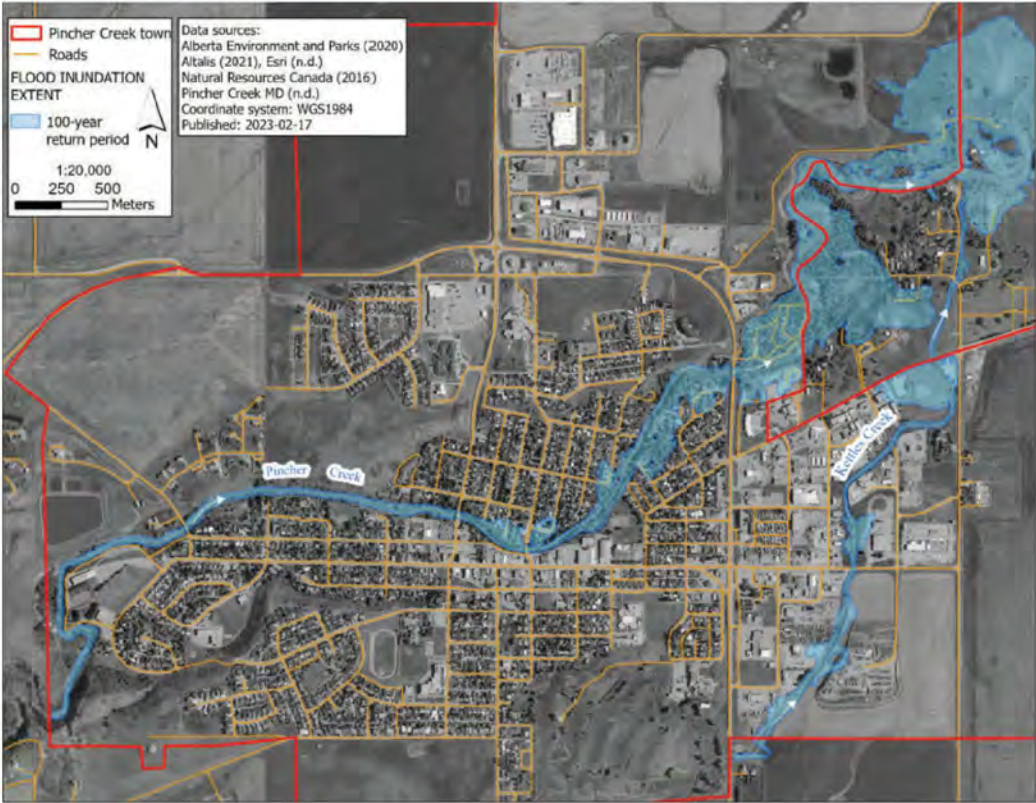 Pincher Creek town
Roads
FLOOD INUNDATION
EXTENT
100-year
return period
N
1:20,000
0 250 500
Meters
Data sources:
Alberta Environment and Parks (2020)
Altalis (2021), Esri (n.d.)
Natural Resources Canada (2016)
Pincher Creek MD (n.d.)
Coordinate system: WGS1984
Published: 2023-02-17
Pincher Creek
Kettles Creek